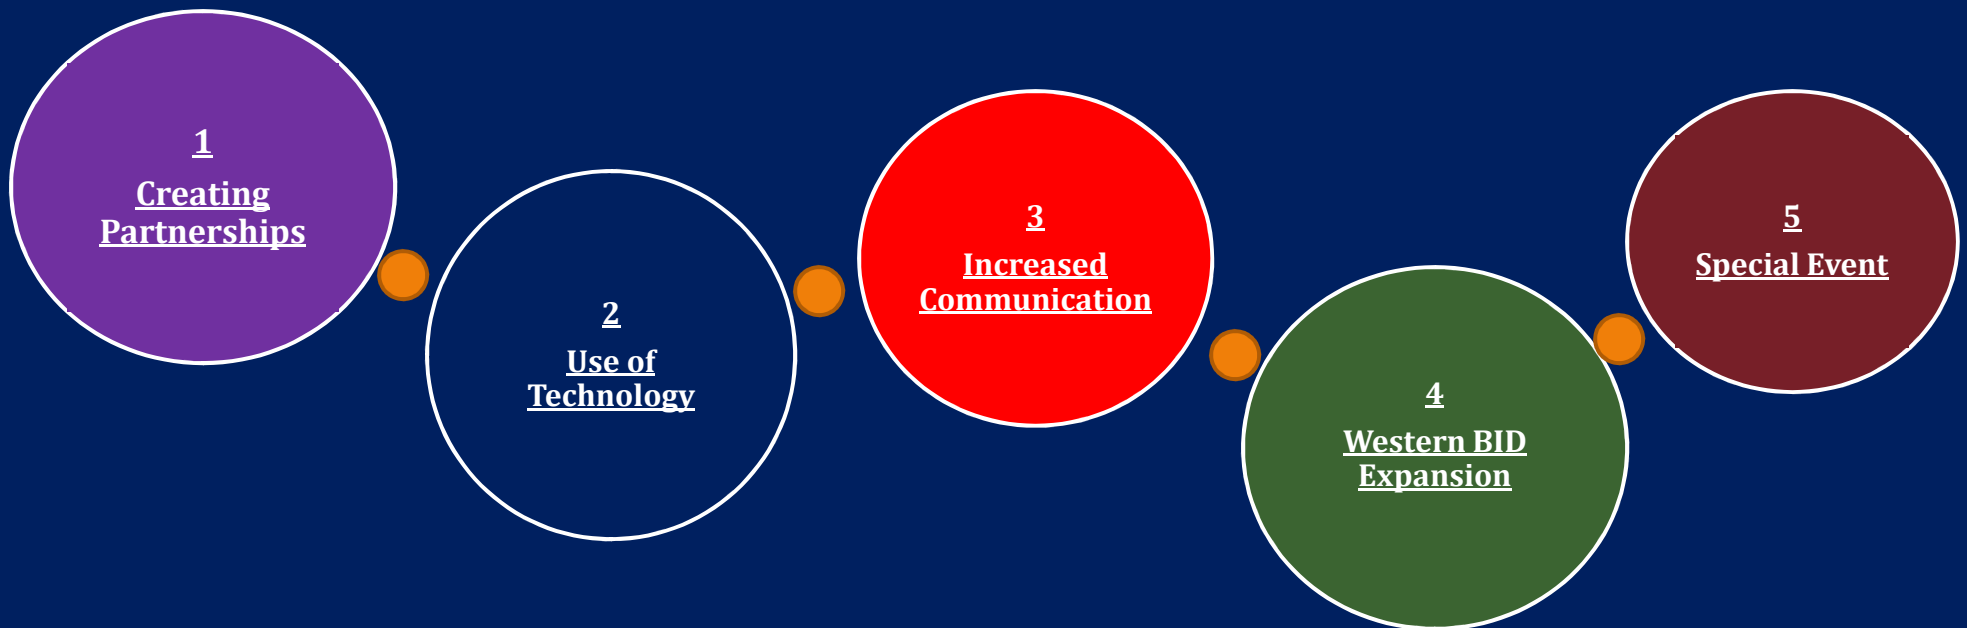 1
Creating
Partnerships
2
Use of
Technology
3
Increased
Communication
4
Western BID
Expansion
5
Special Event